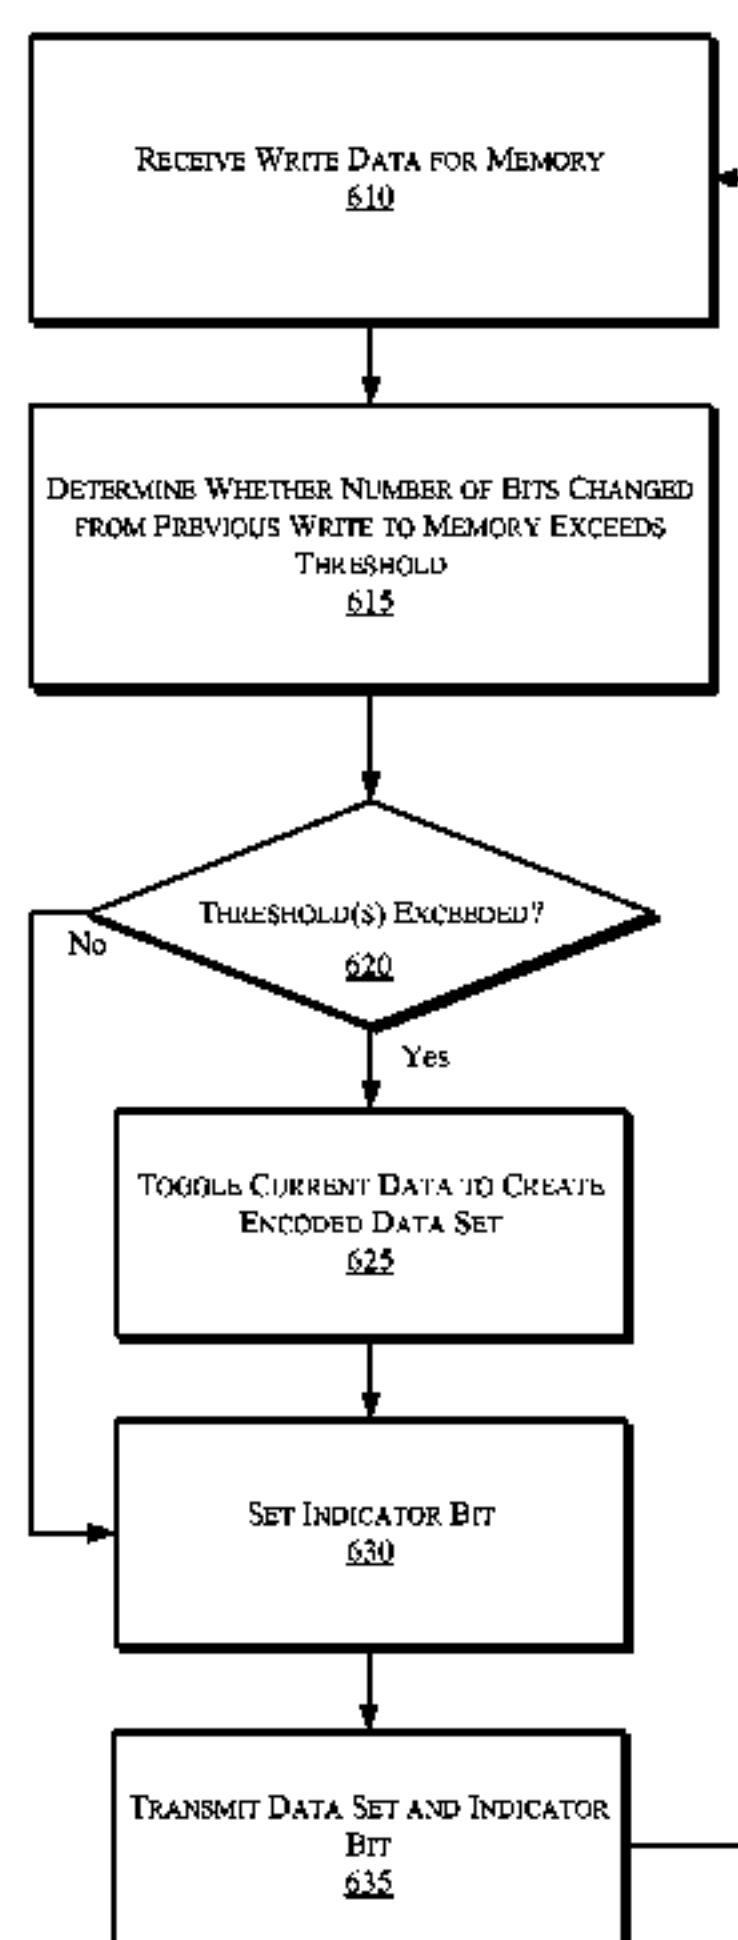 RECEIVE WRITE DATA FOR MEMORY
610
DETERMINE WHETHER NUMBER OF BITS CHANGED
FROM PREVIOUS WRITE TO MEMORY EXCEEDS
THRESHOLD
615
THRESHOLD(S) EXCEEDED?
No
620
Yes
TOGGLE CURRENT DATA TO CREATE
ENCODED DATA SET
625
SET INDICATOR BIT
630
TRANSMIT DATA SET AND INDICATOR
BIT
635